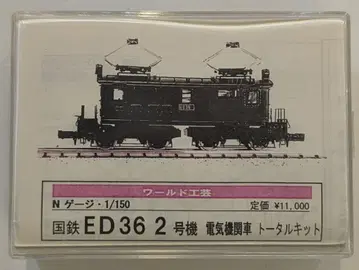 ワールド工芸
N ゲージ・1/150
定価 ¥11,000
国鉄 ED36 2 号機 電気機関車 トータルキット